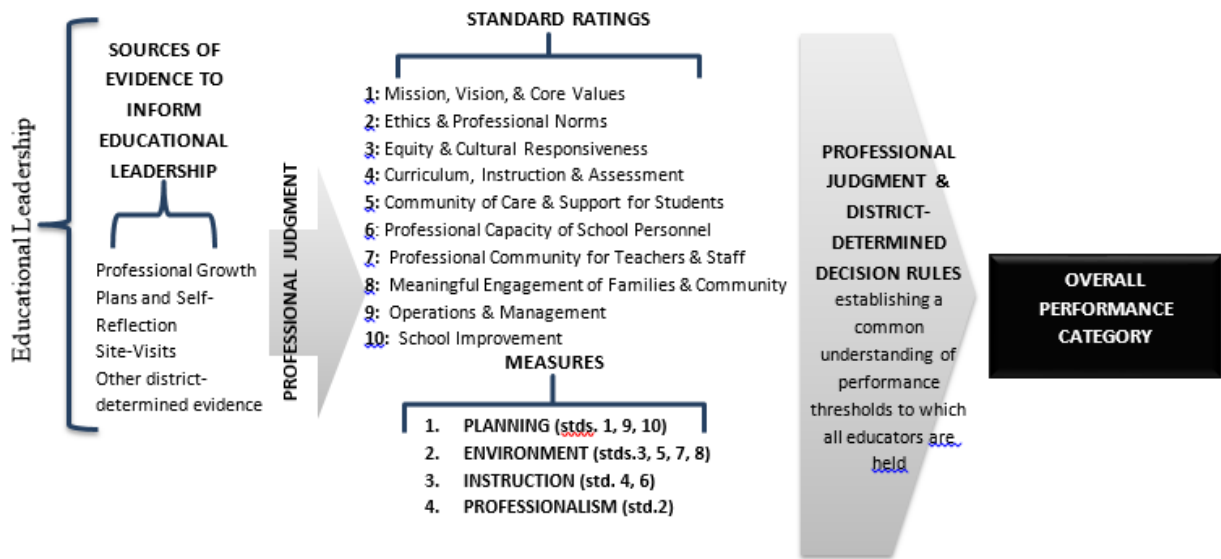 Educational Leadership
SOURCES OF
EVIDENCE TO
INFORM
EDUCATIONAL
LEADERSHIP
Professional Growth
Plans and Self-
Reflection
Site-Visits
Other district-
determined evidence
PROFESSIONAL JUDGMENT
STANDARD RATINGS
1: Mission, Vision, & Core Values
2: Ethics & Professional Norms
3: Equity & Cultural Responsiveness
4: Curriculum, Instruction & Assessment
5: Community of Care & Support for Students
6: Professional Capacity of School Personnel
7: Professional Community for Teachers & Staff
8: Meaningful Engagement of Families & Community
9: Operations & Management
10: School Improvement
MEASURES
1. PLANNING (stds. 1, 9, 10)
2. ENVIRONMENT (stds.3, 5, 7, 8)
3. INSTRUCTION (std. 4, 6)
4. PROFESSIONALISM (std.2)
PROFESSIONAL
JUDGMENT &
DISTRICT-
DETERMINED
DECISION RULES
establishing a
common
understanding of
performance
thresholds to which
all educators are
held
OVERALL
PERFORMANCE
CATEGORY